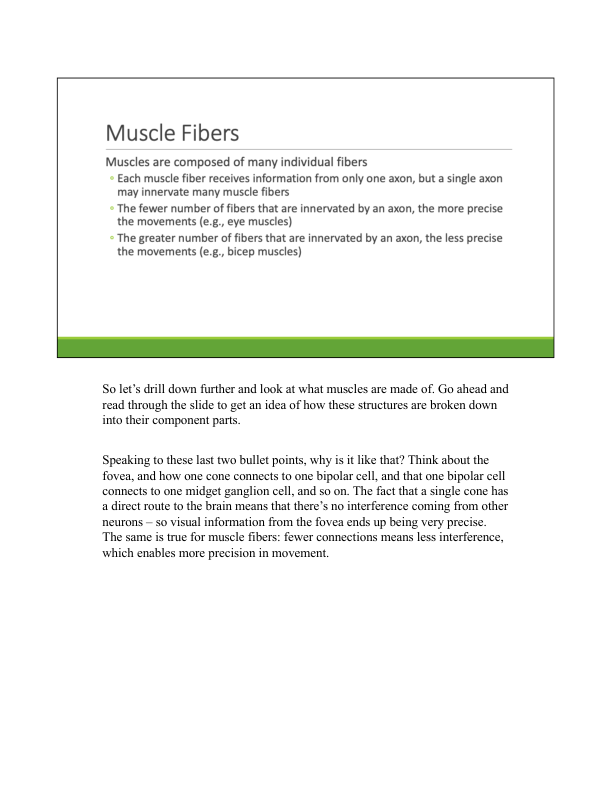 Muscle Fibers
Muscles are composed of many individual fibers
• Each muscle fiber receives information from only one axon, but a single axon
may innervate many muscle fibers
• The fewer number of fibers that are innervated by an axon, the more precise
the movements (e.g., eye muscles)
• The greater number of fibers that are innervated by an axon, the less precise
the movements (e.g., bicep muscles)
So let’s drill down further and look at what muscles are made of. Go ahead and
read through the slide to get an idea of how these structures are broken down
into their component parts.
Speaking to these last two bullet points, why is it like that? Think about the
fovea, and how one cone connects to one bipolar cell, and that one bipolar cell
connects to one midget ganglion cell, and so on. The fact that a single cone has
a direct route to the brain means that there’s no interference coming from other
neurons – so visual information from the fovea ends up being very precise.
The same is true for muscle fibers: fewer connections means less interference,
which enables more precision in movement.